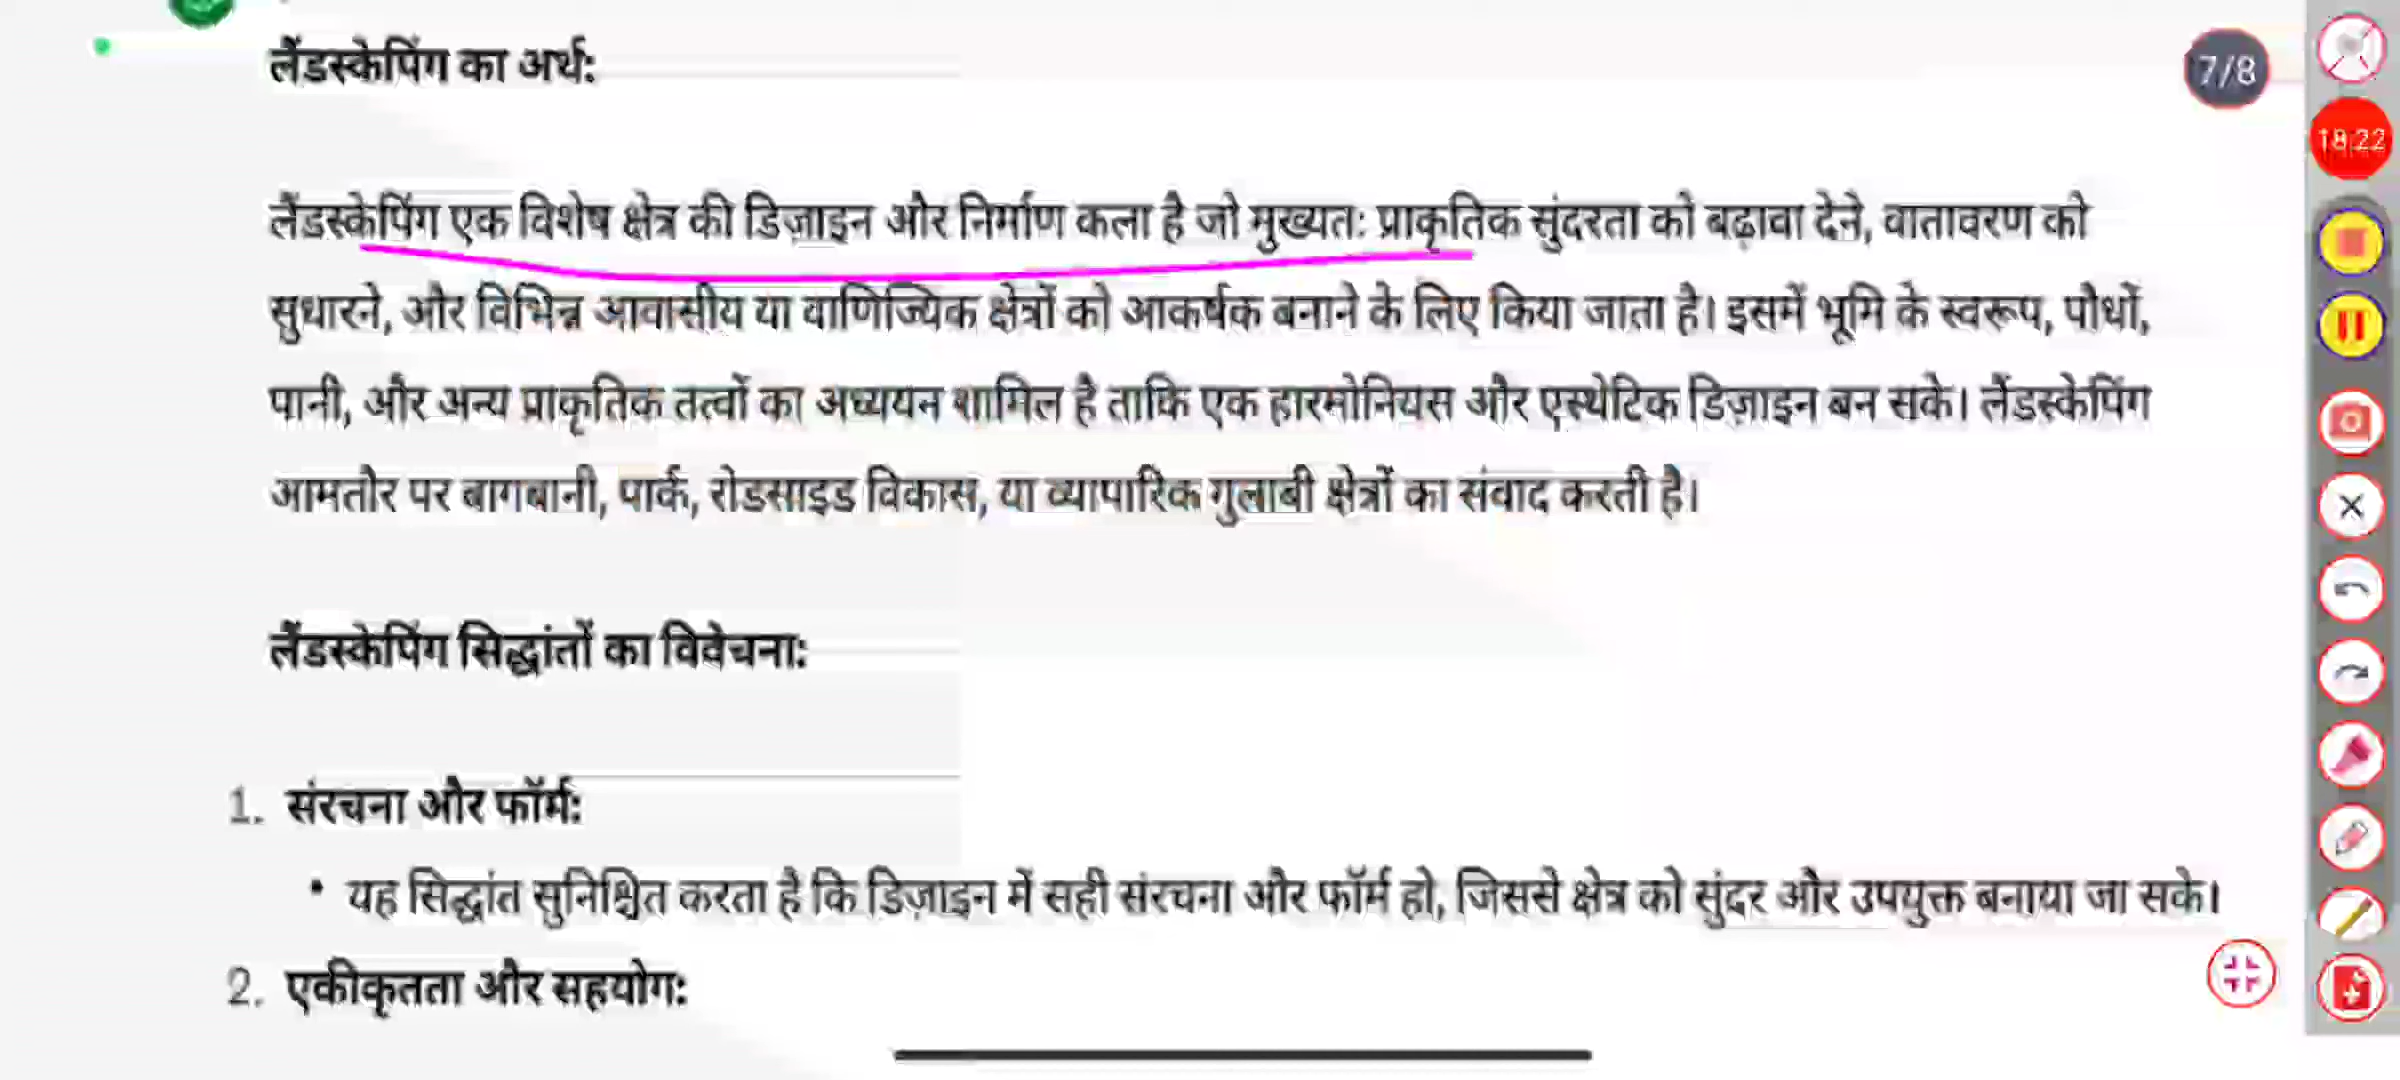 लैंडस्केपिंग का अर्थ:
7/8
18:22
लैंडस्केपिंग एक विशेष क्षेत्र की डिज़ाइन और निर्माण कला है जो मुख्यतः प्राकृतिक सुंदरता को बढ़ावा देने, वातावरण को
सुधारने, और विभिन्न आवासीय या वाणिज्यिक क्षेत्रों को आकर्षक बनाने के लिए किया जाता है। इसमें भूमि के स्वरूप, पौधों,
पानी, और अन्य प्राकृतिक तत्वों का अध्ययन शामिल है ताकि एक हारमोनियस और एस्थेटिक डिज़ाइन बन सके। लैंडस्केपिंग
आमतौर पर बागबानी, पार्क, रोडसाइड विकास, या व्यापारिक गुलाबी क्षेत्रों का संवाद करती है।
लैंडस्केपिंग सिद्धांतों का विवेचना:
1. संरचना और फॉर्म:
• यह सिद्धांत सुनिश्चित करता है कि डिज़ाइन में सही संरचना और फॉर्म हो, जिससे क्षेत्र को सुंदर और उपयुक्त बनाया जा सके।
2. एकीकृतता और सहयोग: